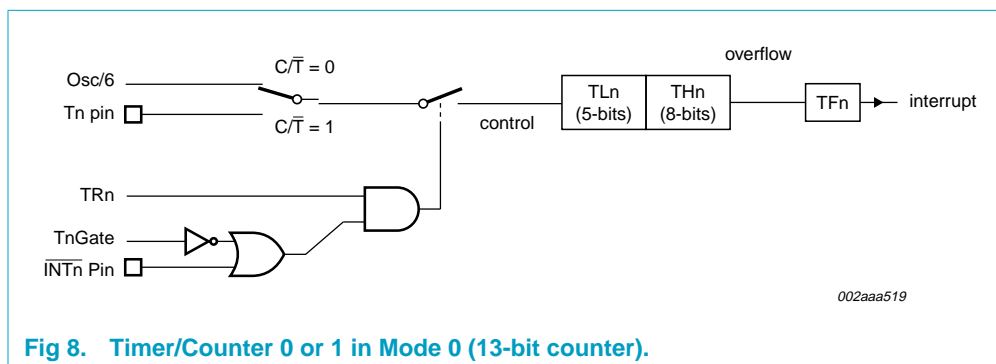 overflow
Osc/6
C/T̅ = 0
Tn pin
C/T̅ = 1
control
TLn
(5-bits)
THn
(8-bits)
TFn
interrupt
TRn
TnGate
I̅N̅T̅n̅ Pin
002aaa519
Fig 8. Timer/Counter 0 or 1 in Mode 0 (13-bit counter).